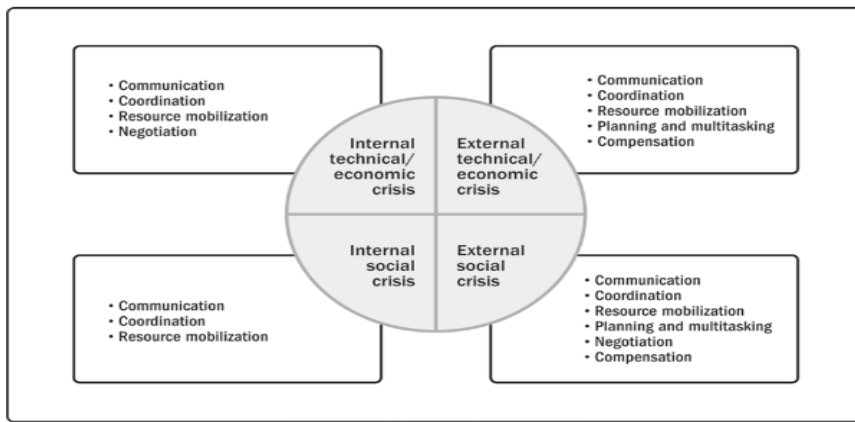 • Communication
• Coordination
• Resource mobilization
• Negotiation
• Communication
• Coordination
• Resource mobilization
• Planning and multitasking
• Compensation
Internal
technical/
economic
crisis
External
technical/
economic
crisis
Internal
social
crisis
External
social
crisis
• Communication
• Coordination
• Resource mobilization
• Communication
• Coordination
• Resource mobilization
• Planning and multitasking
• Negotiation
• Compensation